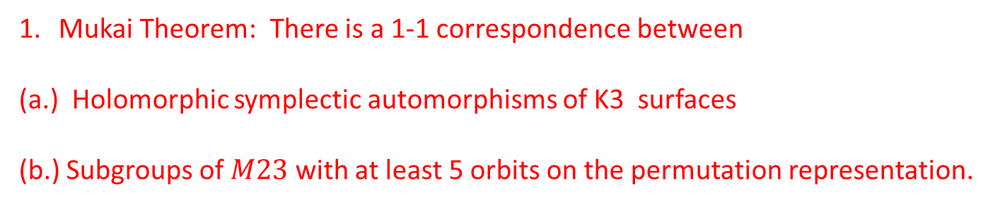 1. Mukai Theorem: There is a 1-1 correspondence between
(a.) Holomorphic symplectic automorphisms of K3 surfaces
(b.) Subgroups of M23 with at least 5 orbits on the permutation representation.